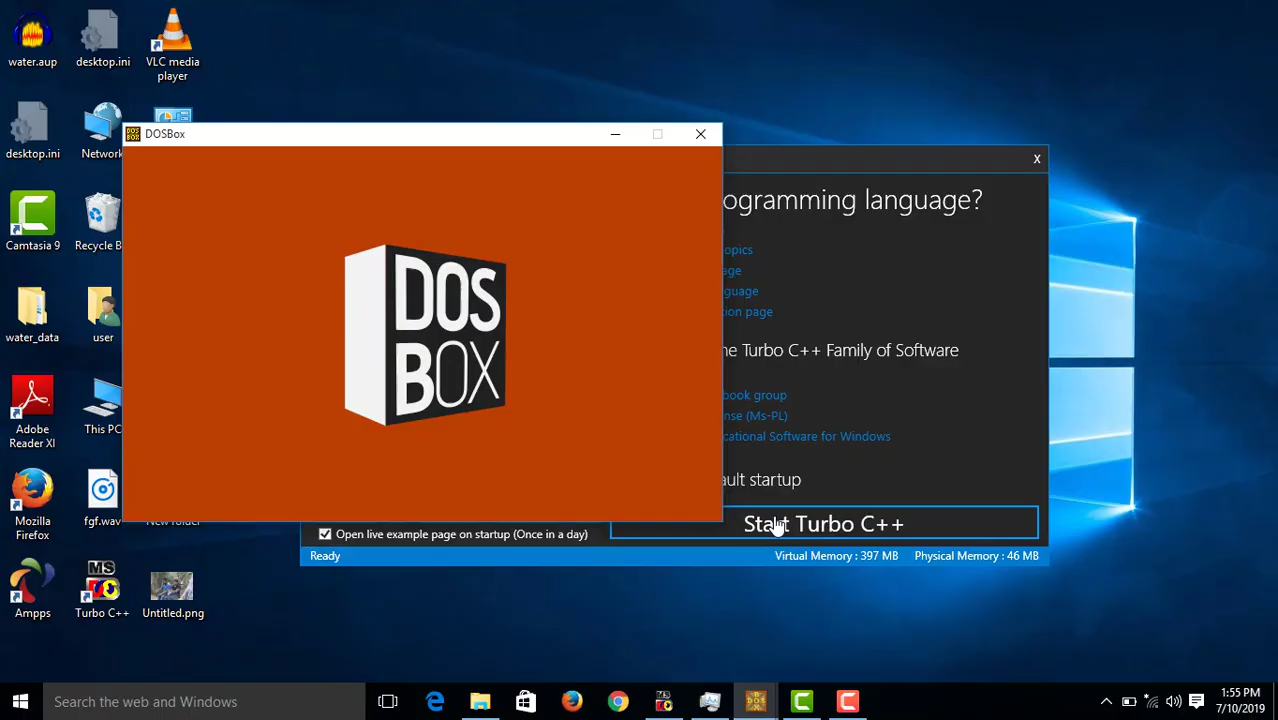 water.aup
desktop.ini
VLC media
player
desktop.ini
Network
Camtasia 9
Recycle B
water_data
user
Adobe
Reader XI
This PC
Mozilla
Firefox
fgf.wav
New folder
Ampps
MS
Turbo C++
Untitled.png
DOSBox
DOS
BOX
X
ogramming language?
opics
age
guage
tion page
he Turbo C++ Family of Software
book group
nse (Ms-PL)
cational Software for Windows
ault startup
Start Turbo C++
Open live example page on startup (Once in a day)
Ready
Virtual Memory : 397 MB
Physical Memory : 46 MB
Search the web and Windows
1:55 PM
7/10/2019